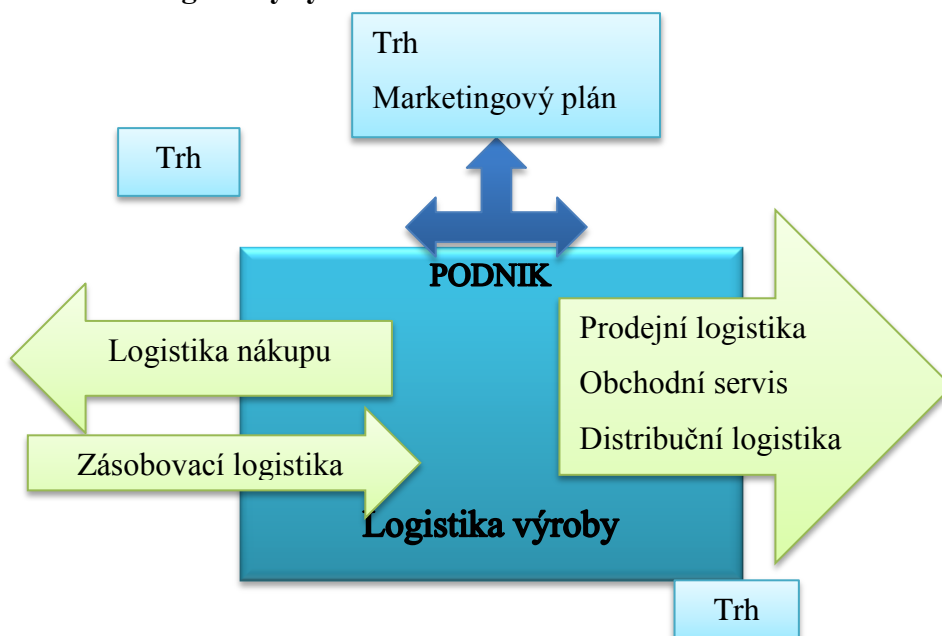 Trh
Marketingový plán
Trh
PODNIK
Prodejní logistika
Logistika nákupu
Obchodní servis
Distribuční logistika
Zásobovací logistika
Logistika výroby
Trh